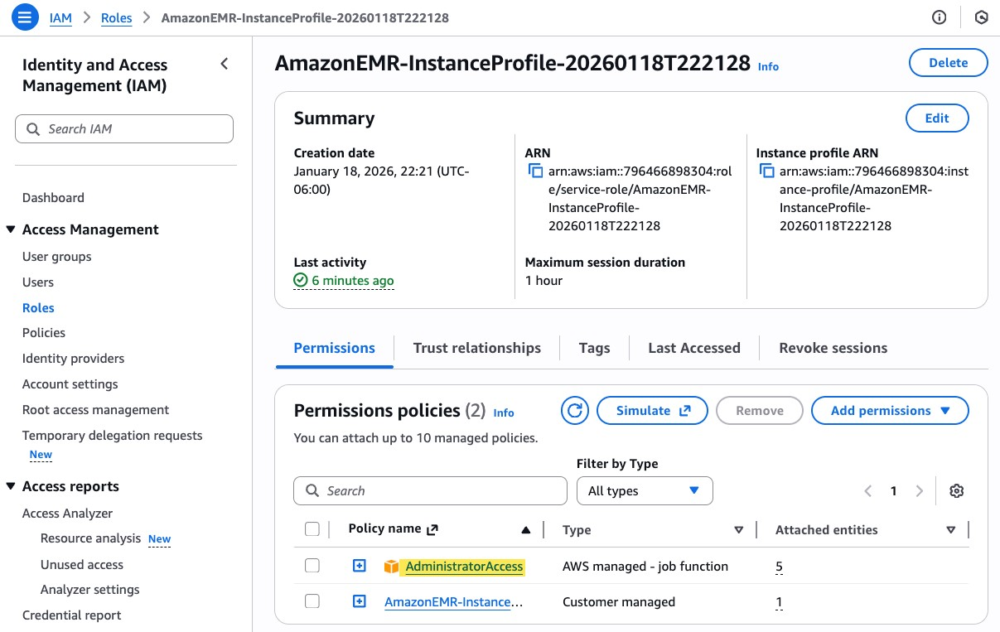 IAM > Roles > AmazonEMR-InstanceProfile-20260118T222128
Identity and Access
Management (IAM)
Search IAM
Dashboard
Access Management
User groups
Users
Roles
Policies
Identity providers
Account settings
Root access management
Temporary delegation requests
New
Access reports
Access Analyzer
Resource analysis New
Unused access
Analyzer settings
Credential report
AmazonEMR-InstanceProfile-20260118T222128 Info
Delete
Summary
Edit
Creation date
January 18, 2026, 22:21 (UTC-
06:00)
Last activity
6 minutes ago
ARN
arn:aws:iam::796466898304:rol
e/service-role/AmazonEMR-
InstanceProfile-
20260118T222128
Maximum session duration
1 hour
Instance profile ARN
arn:aws:iam::796466898304:inst
ance-profile/AmazonEMR-
InstanceProfile-
20260118T222128
Permissions
Trust relationships
Tags
Last Accessed
Revoke sessions
Permissions policies (2) Info
Simulate
Remove
Add permissions
You can attach up to 10 managed policies.
Filter by Type
Search
All types
1
Policy name
Type
Attached entities
AdministratorAccess
AWS managed - job function
5
AmazonEMR-Instance...
Customer managed
1